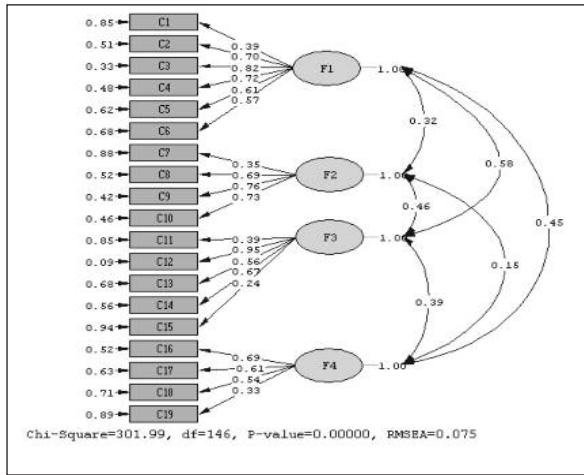 0.85 C1
0.51 C2 0.39
0.70
0.33 C3 0.82 F1 1.00
0.48 C4 0.72
0.62 C5 0.61
0.57
0.68 C6
0.32
0.88 C7
0.58
0.35
0.52 C8 0.69 F2 1.00
0.42 C9 0.76
0.73
0.46 C10 0.46 0.45
0.85 C11 0.39 F3 1.00
0.09 C12 0.95
0.56
0.15
0.68 C13 0.67
0.24
0.39
0.56 C14
0.94 C15
0.52 C16
0.69
0.63 C17 0.61 F4 1.00
0.71 C18 0.54
0.33
0.89 C19
Chi-Square=301.99, df=146, P-value=0.00000, RMSEA=0.075